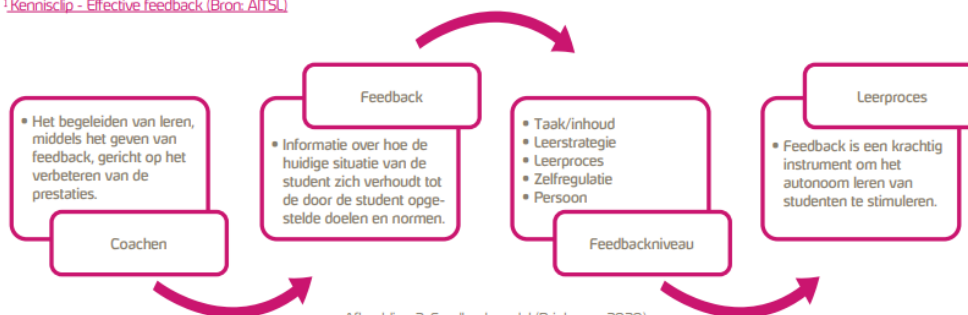 1 Kennisclip - Effective feedback (Bron: AITSL)
• Het begeleiden van leren,
middels het geven van
feedback, gericht op het
verbeteren van de
prestaties.
Coachen
Feedback
• Informatie over hoe de
huidige situatie van de
student zich verhoudt tot
de door de student opge-
stelde doelen en normen.
• Taak/inhoud
• Leerstrategie
• Leerproces
• Zelfregulatie
• Persoon
Feedbackniveau
Leerproces
• Feedback is een krachtig
instrument om het
autonoom leren van
studenten te stimuleren.